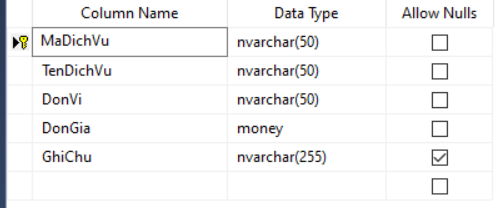 Column Name Data Type Allow Nulls
MaDichVu nvarchar(50)
TenDichVu nvarchar(50)
DonVi nvarchar(50)
DonGia money
GhiChu nvarchar(255)